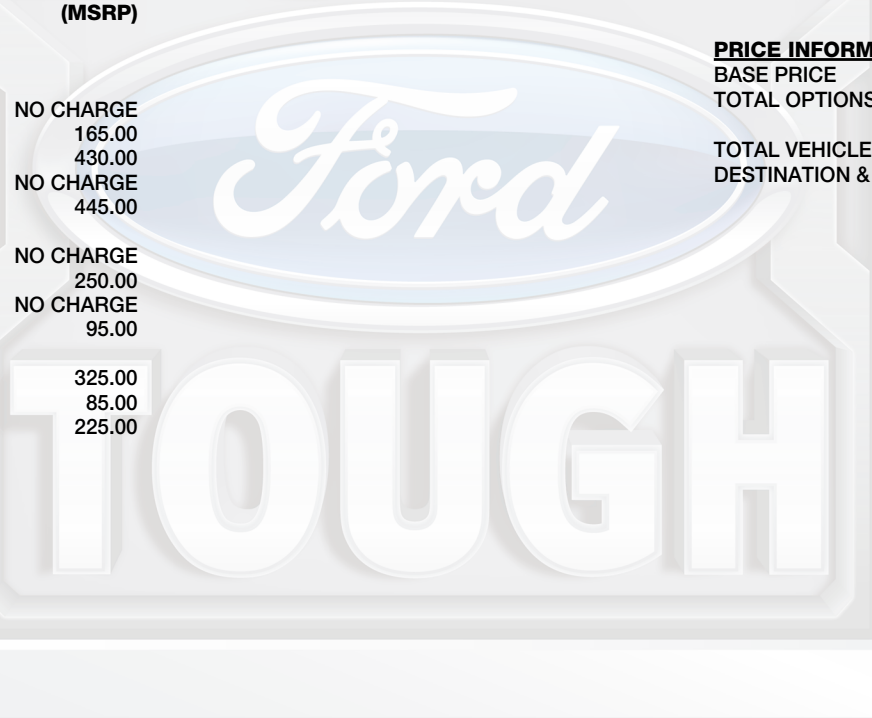 (MSRP)
NO CHARGE
165.00
430.00
NO CHARGE
445.00
NO CHARGE
250.00
NO CHARGE
95.00
325.00
85.00
225.00
PRICE INFORM
BASE PRICE
TOTAL OPTIONS
TOTAL VEHICLE
DESTINATION &
Ford
TOUGH